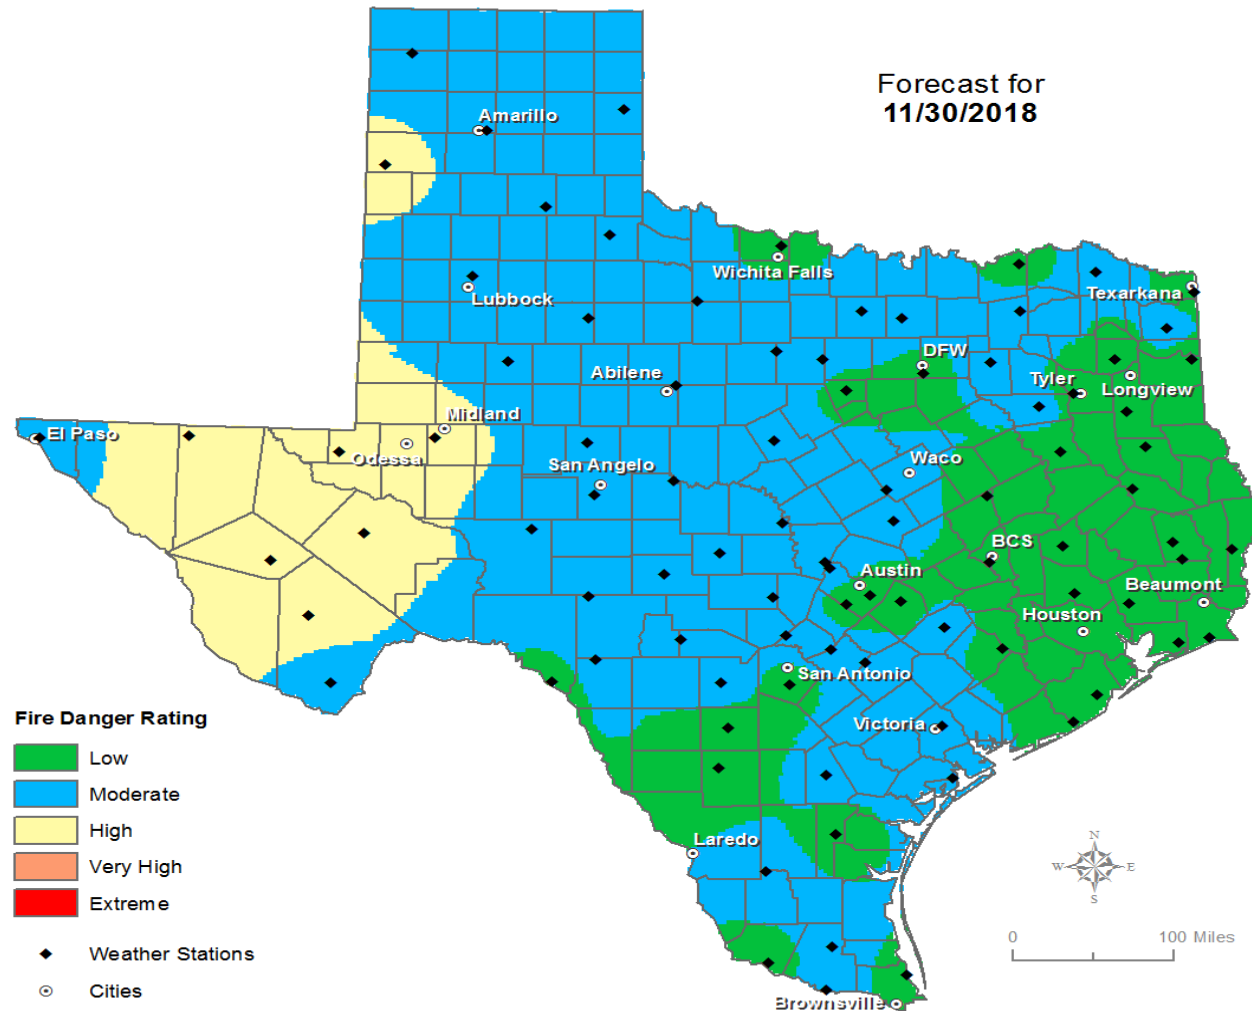 Forecast for
11/30/2018
Amarillo
Wichita Falls
Lubbock
Texarkana
DFW
Abilene
Tyler
Longview
Midland
El Paso
Odessa
San Angelo
Waco
BCS
Austin
Beaumont
Houston
San Antonio
Victoria
Fire Danger Rating
Low
Moderate
High
Very High
Extreme
Laredo
N
W E
S
Weather Stations
Cities
0 100 Miles
Brownsville